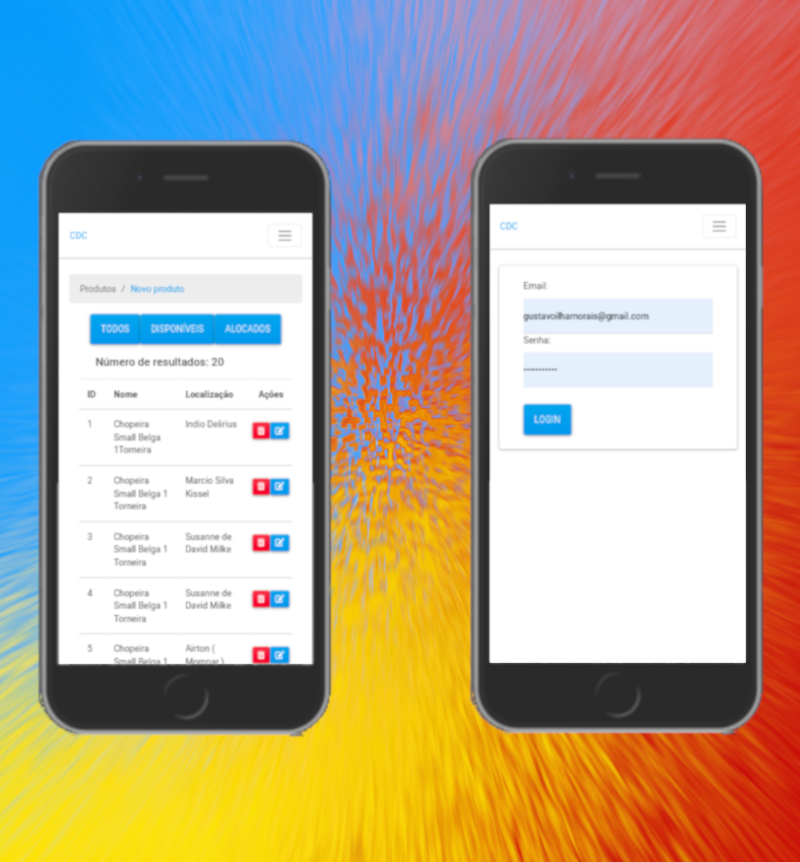 CDC
Produtos / Novo produto
TODOS DISPONÍVEIS ALOCADOS
Número de resultados: 20
ID Nome Localização Ações
1 Chopeira Indio Delirius
Small Belga
1Torneira
2 Chopeira Marcio Silva
Small Belga 1 Kissel
Torneira
3 Chopeira Susanne de
Small Belga 1 David Milke
Torneira
4 Chopeira Susanne de
Small Belga 1 David Milke
Torneira
5 Chopeira Airton (
Small Belga 1
CDC
Email:
gustavoilhamorais@gmail.com
Senha:
LOGIN